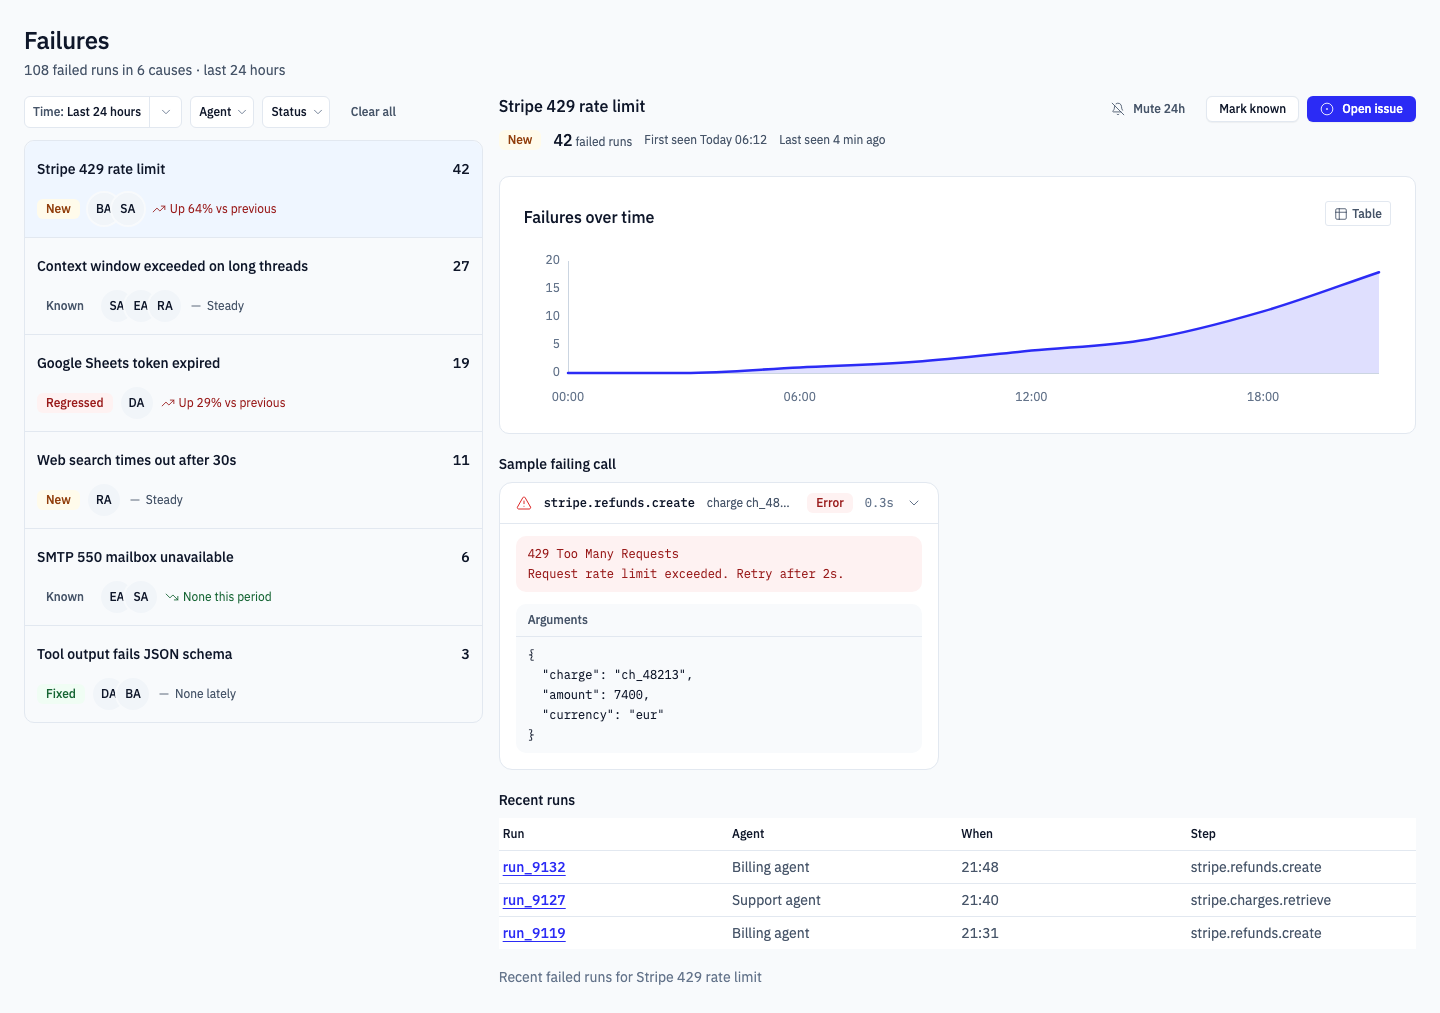 Failures
108 failed runs in 6 causes · last 24 hours
Time: Last 24 hours
Agent
Status
Clear all
Stripe 429 rate limit
42
New
BA
SA
Up 64% vs previous
Context window exceeded on long threads
27
Known
SA
EA
RA
Steady
Google Sheets token expired
19
Regressed
DA
Up 29% vs previous
Web search times out after 30s
11
New
RA
Steady
SMTP 550 mailbox unavailable
6
Known
EA
SA
None this period
Tool output fails JSON schema
3
Fixed
DA
BA
None lately
Stripe 429 rate limit
Mute 24h
Mark known
Open issue
New
42 failed runs
First seen Today 06:12
Last seen 4 min ago
Failures over time
Table
20
15
10
5
0
00:00
06:00
12:00
18:00
Sample failing call
stripe.refunds.create
charge ch_48…
Error
0.3s
429 Too Many Requests
Request rate limit exceeded. Retry after 2s.
Arguments
{
"charge": "ch_48213",
"amount": 7400,
"currency": "eur"
}
Recent runs
Run Agent When Step
run_9132 Billing agent 21:48 stripe.refunds.create
run_9127 Support agent 21:40 stripe.charges.retrieve
run_9119 Billing agent 21:31 stripe.refunds.create
Recent failed runs for Stripe 429 rate limit